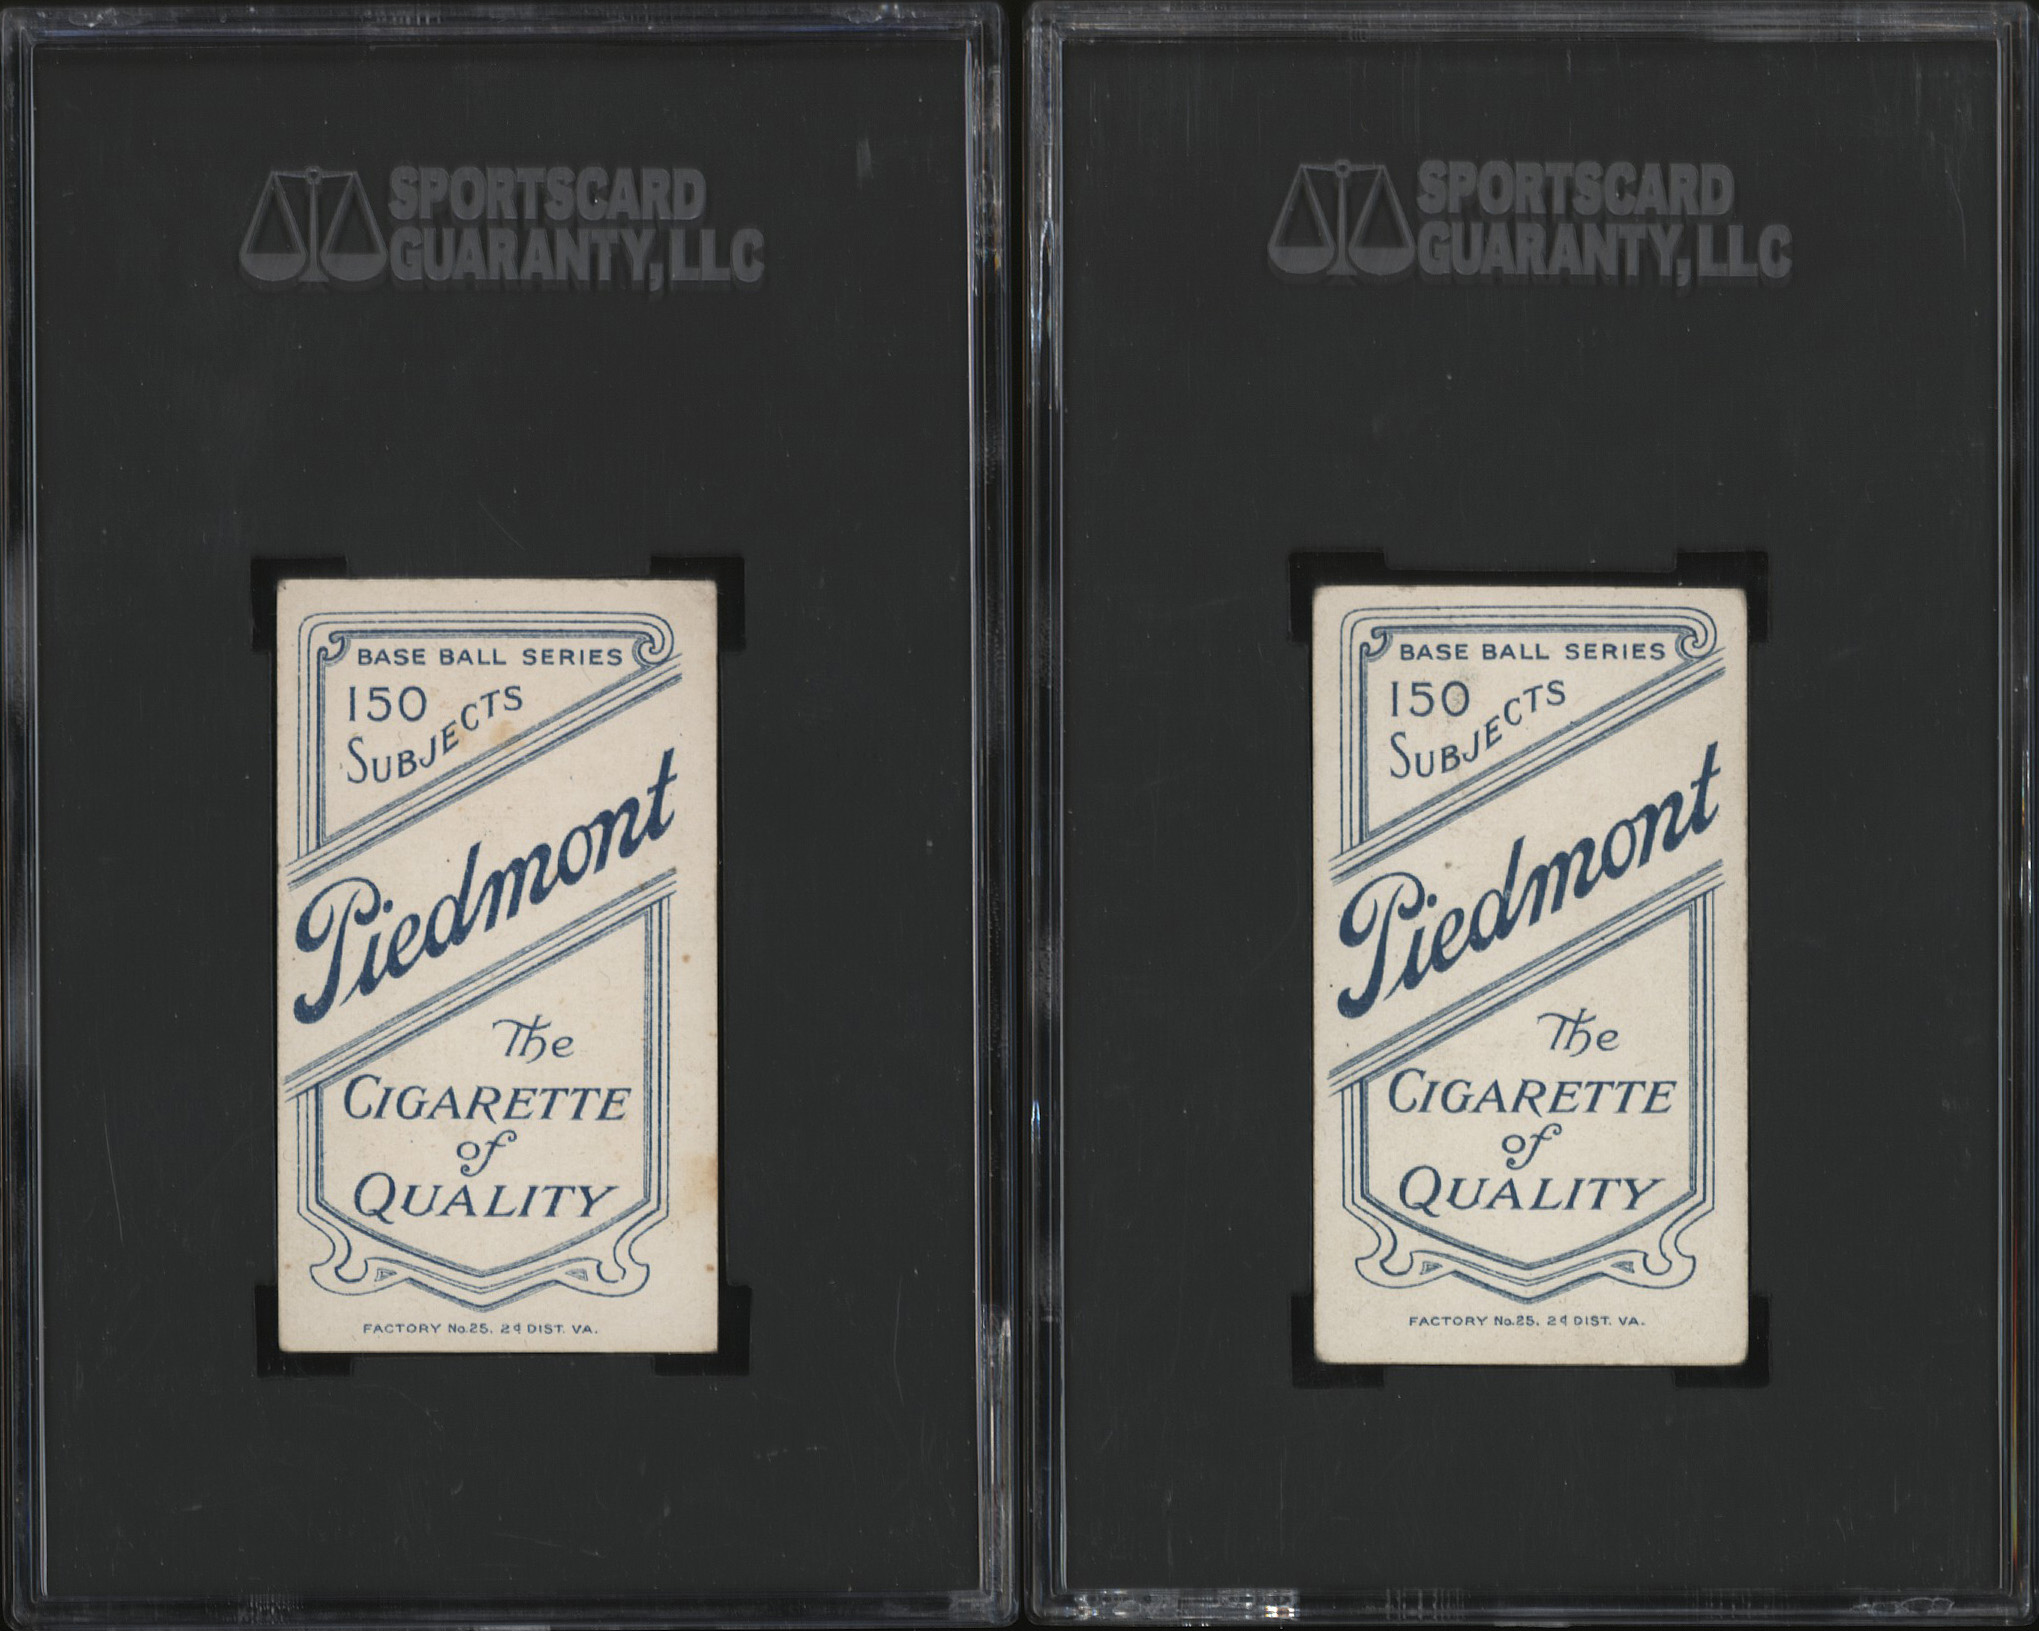 SPORTSCARD
GUARANTY, LLC
BASE BALL SERIES
150
SUBJECTS
Piedmont
The
CIGARETTE
of
QUALITY
FACTORY No.25, 2d DIST. VA.
SPORTSCARD
GUARANTY, LLC
BASE BALL SERIES
150
SUBJECTS
Piedmont
The
CIGARETTE
of
QUALITY
FACTORY No.25, 2d DIST. VA.